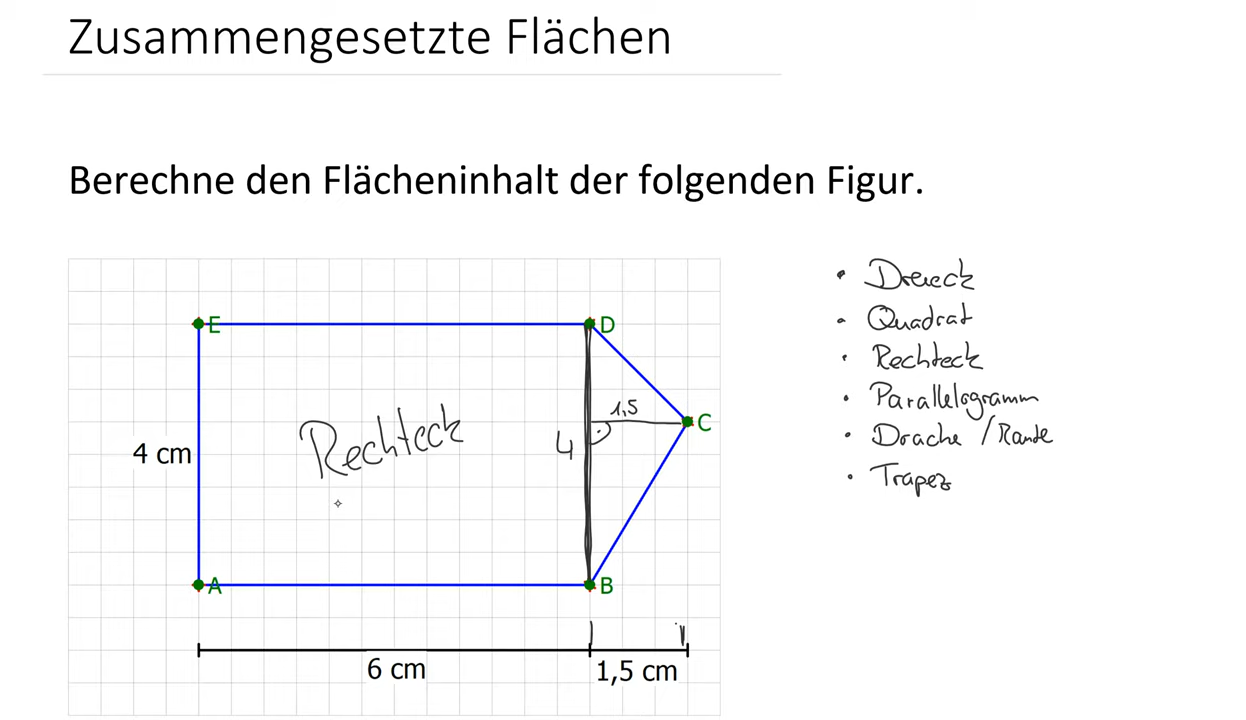 Zusammengesetzte Flächen
Berechne den Flächeninhalt der folgenden Figur.
E
D
C
A
B
4 cm
Rechteck
4
1,5
6 cm
1,5 cm
• Dreieck
• Quadrat
• Rechteck
• Parallelogramm
• Drache / Raute
• Trapez